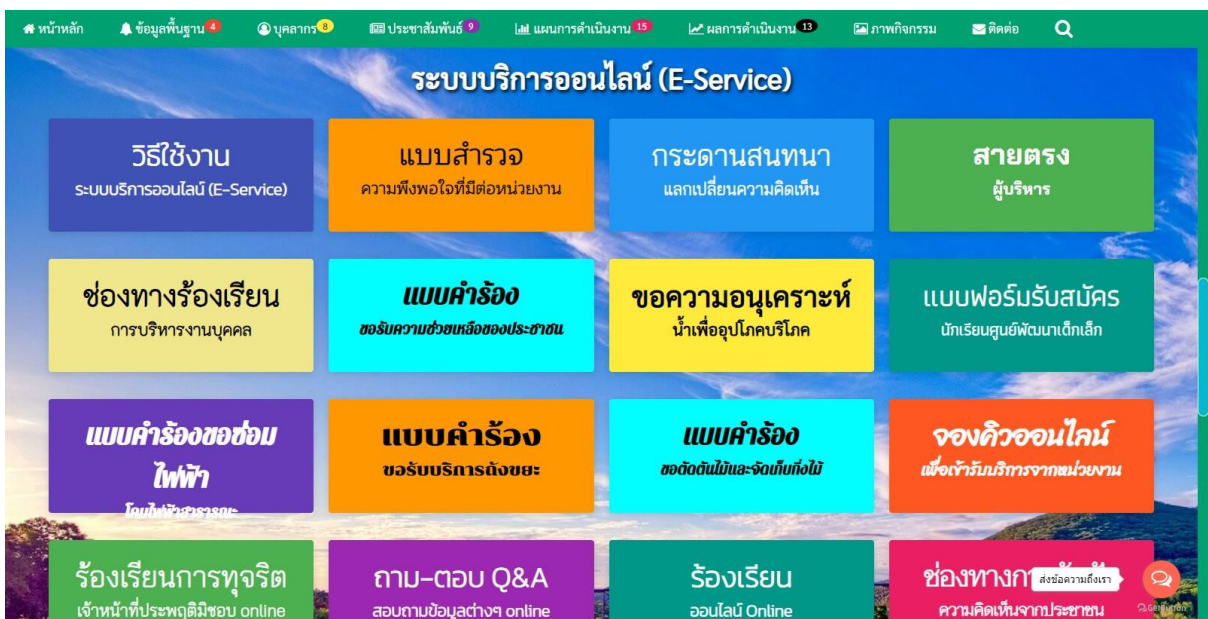 หน้าหลัก ข้อมูลพื้นฐาน 4 บุคลากร 8 ประชาสัมพันธ์ 9 แผนการดำเนินงาน 15 ผลการดำเนินงาน 13 ภาพกิจกรรม ติดต่อ
ระบบบริการออนไลน์ (E-Service)
วิธีใช้งาน
ระบบบริการออนไลน์ (E-Service)
แบบสำรวจ
ความพึงพอใจที่มีต่อหน่วยงาน
กระดานสนทนา
แลกเปลี่ยนความคิดเห็น
สายตรง
ผู้บริหาร
ช่องทางร้องเรียน
การบริหารงานบุคคล
แบบคำร้อง
ขอรับความช่วยเหลือของประชาชน
ขอความอนุเคราะห์
น้ำเพื่ออุปโภคบริโภค
แบบฟอร์มรับสมัคร
นักเรียนศูนย์พัฒนาเด็กเล็ก
แบบคำร้องขอซ่อม
ไฟฟ้า
โคมไฟฟ้าสาธารณะ
แบบคำร้อง
ขอรับบริการถังขยะ
แบบคำร้อง
ขอตัดต้นไม้และจัดเก็บกิ่งไม้
จองคิวออนไลน์
เพื่อเข้ารับบริการจากหน่วยงาน
ร้องเรียนการทุจริต
เจ้าหน้าที่ประพฤติมิชอบ online
ถาม-ตอบ Q&A
สอบถามข้อมูลต่างๆ online
ร้องเรียน
ออนไลน์ Online
ช่องทางกา
ความคิดเห็นจากประชาชน
ส่งข้อความถึงเรา
GetButton